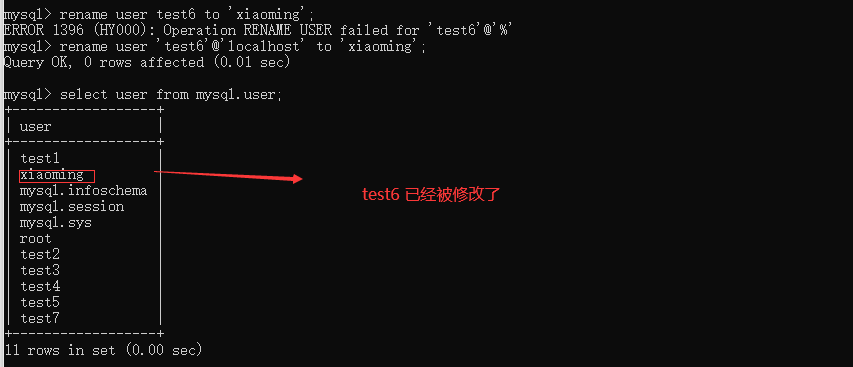 mysql> rename user test6 to 'xiaoming';
ERROR 1396 (HY000): Operation RENAME USER failed for 'test6'@'%'
mysql> rename user 'test6'@'localhost' to 'xiaoming';
Query OK, 0 rows affected (0.01 sec)
mysql> select user from mysql.user;
+------------------+
| user             |
+------------------+
| test1            |
| xiaoming         |
| mysql.infoschema |
| mysql.session    |
| mysql.sys        |
| root             |
| test2            |
| test3            |
| test4            |
| test5            |
| test7            |
+------------------+
11 rows in set (0.00 sec)
test6 已经被修改了